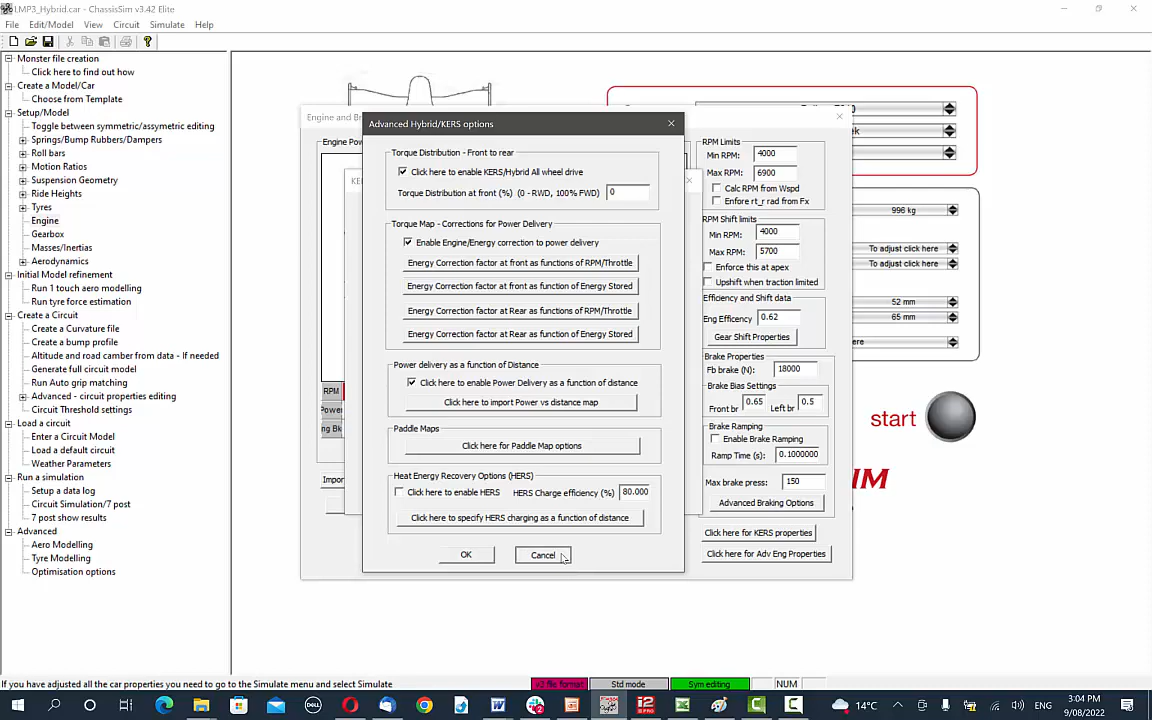 LMP3_Hybrid.car - ChassisSim v3.42 Elite
File Edit/Model View Circuit Simulate Help
Monster file creation
Click here to find out how
Create a Model/Car
Choose from Template
Setup/Model
Toggle between symmetric/assymetric editing
Springs/Bump Rubbers/Dampers
Roll bars
Motion Ratios
Suspension Geometry
Ride Heights
Tyres
Engine
Gearbox
Masses/Inertias
Aerodynamics
Initial Model refinement
Run 1 touch aero modelling
Run tyre force estimation
Create a Circuit
Create a Curvature file
Create a bump profile
Altitude and road camber from data - If needed
Generate full circuit model
Run Auto grip matching
Advanced - circuit properties editing
Circuit Threshold settings
Load a circuit
Enter a Circuit Model
Load a default circuit
Weather Parameters
Run a simulation
Setup a data log
Circuit Simulation/7 post
7 post show results
Advanced
Aero Modelling
Tyre Modelling
Optimisation options
Engine and Br
Engine Pow
RPM
Power
ng Bk
Impor
Advanced Hybrid/KERS options
Torque Distribution - Front to rear
Click here to enable KERS/Hybrid All wheel drive
Torque Distribution at front (%) (0 - RWD, 100% FWD) 0
Torque Map - Corrections for Power Delivery
Enable Engine/Energy correction to power delivery
Energy Correction factor at front as functions of RPM/Throttle
Energy Correction factor at front as functions of Energy Stored
Energy Correction factor at Rear as functions of RPM/Throttle
Energy Correction factor at Rear as functions of Energy Stored
Power delivery as a function of Distance
Click here to enable Power Delivery as a function of distance
Click here to import Power vs distance map
Paddle Maps
Click here for Paddle Map options
Heat Energy Recovery Options (HERS)
Click here to enable HERS HERS Charge efficiency (%) 80.000
Click here to specify HERS charging as a function of distance
OK Cancel
RPM Limits
Min RPM: 4000
Max RPM: 6900
Calc RPM from Wspd
Enforce rt_r rad from Fx
RPM Shift limits
Min RPM: 4000
Max RPM: 5700
Enforce this at apex
Upshift when traction limited
Efficiency and Shift data
Eng Efficency 0.62
Gear Shift Properties
Brake Properties
Fb brake (N): 18000
Brake Bias Settings
Front br 0.65 Left br 0.5
Brake Ramping
Enable Brake Ramping
Ramp Time (s): 0.1000000
Max brake press: 150
Advanced Braking Options
Click here for KERS properties
Click here for Adv Eng Properties
ek
996 kg
To adjust click here
To adjust click here
52 mm
65 mm
ere
start
IM
If you have adjusted all the car properties you need to go to the Simulate menu and select Simulate
v3 file format Std mode Sym editing NUM
14°C ENG 3:04 PM
9/08/2022